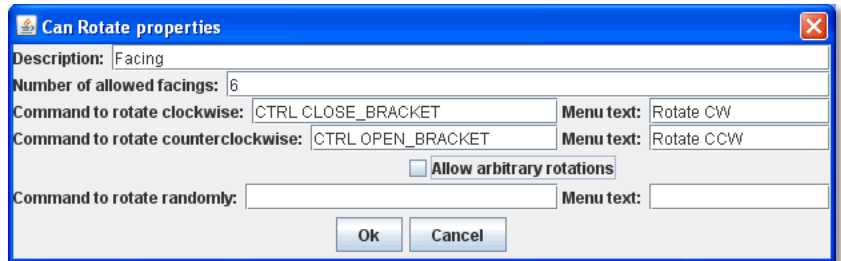 Can Rotate properties
Description: Facing
Number of allowed facings: 6
Command to rotate clockwise: CTRL CLOSE_BRACKET Menu text: Rotate CW
Command to rotate counterclockwise: CTRL OPEN_BRACKET Menu text: Rotate CCW
Allow arbitrary rotations
Command to rotate randomly: Menu text:
Ok Cancel